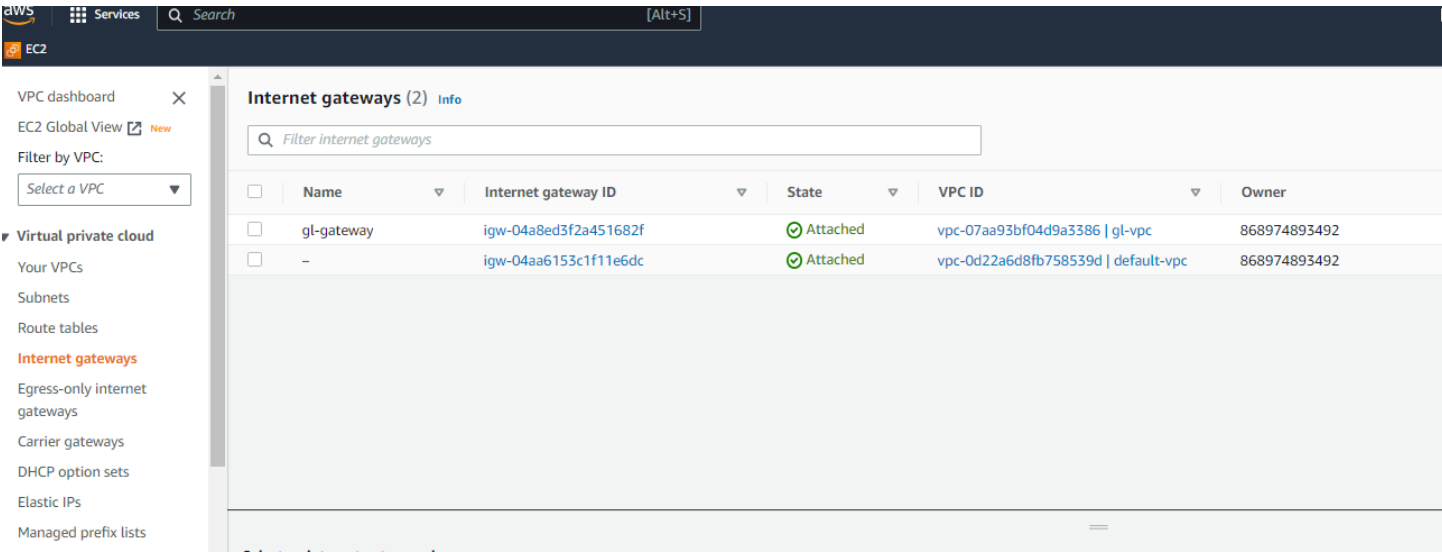 aws Services Search [Alt+S]
EC2
VPC dashboard
EC2 Global View New
Filter by VPC:
Select a VPC
Virtual private cloud
Your VPCs
Subnets
Route tables
Internet gateways
Egress-only internet
gateways
Carrier gateways
DHCP option sets
Elastic IPs
Managed prefix lists
Internet gateways (2) Info
Filter internet gateways
Name Internet gateway ID State VPC ID Owner
gl-gateway igw-04a8ed3f2a451682f Attached vpc-07aa93bf04d9a3386 | gl-vpc 868974893492
– igw-04aa6153c1f11e6dc Attached vpc-0d22a6d8fb758539d | default-vpc 868974893492